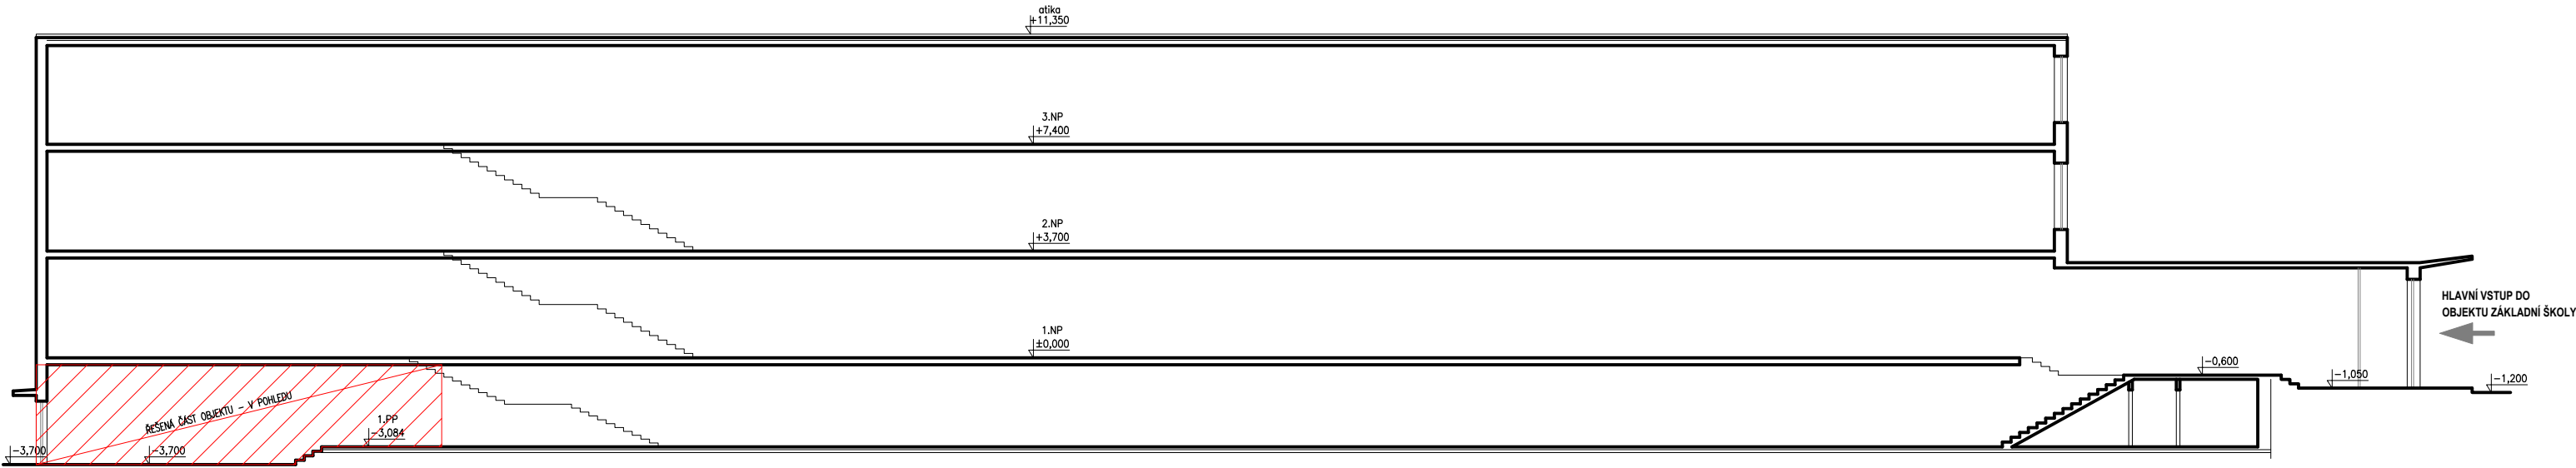 atika
+11,350
3.NP
+7,400
2.NP
+3,700
HLAVNÍ VSTUP DO
OBJEKTU ZÁKLADNÍ ŠKOLY
1.NP
±0,000
-0,600
-1,050
-1,200
ŘEŠENÁ ČÁST OBJEKTU - V POHLEDU
1.PP
-3,084
-3,700
-3,700